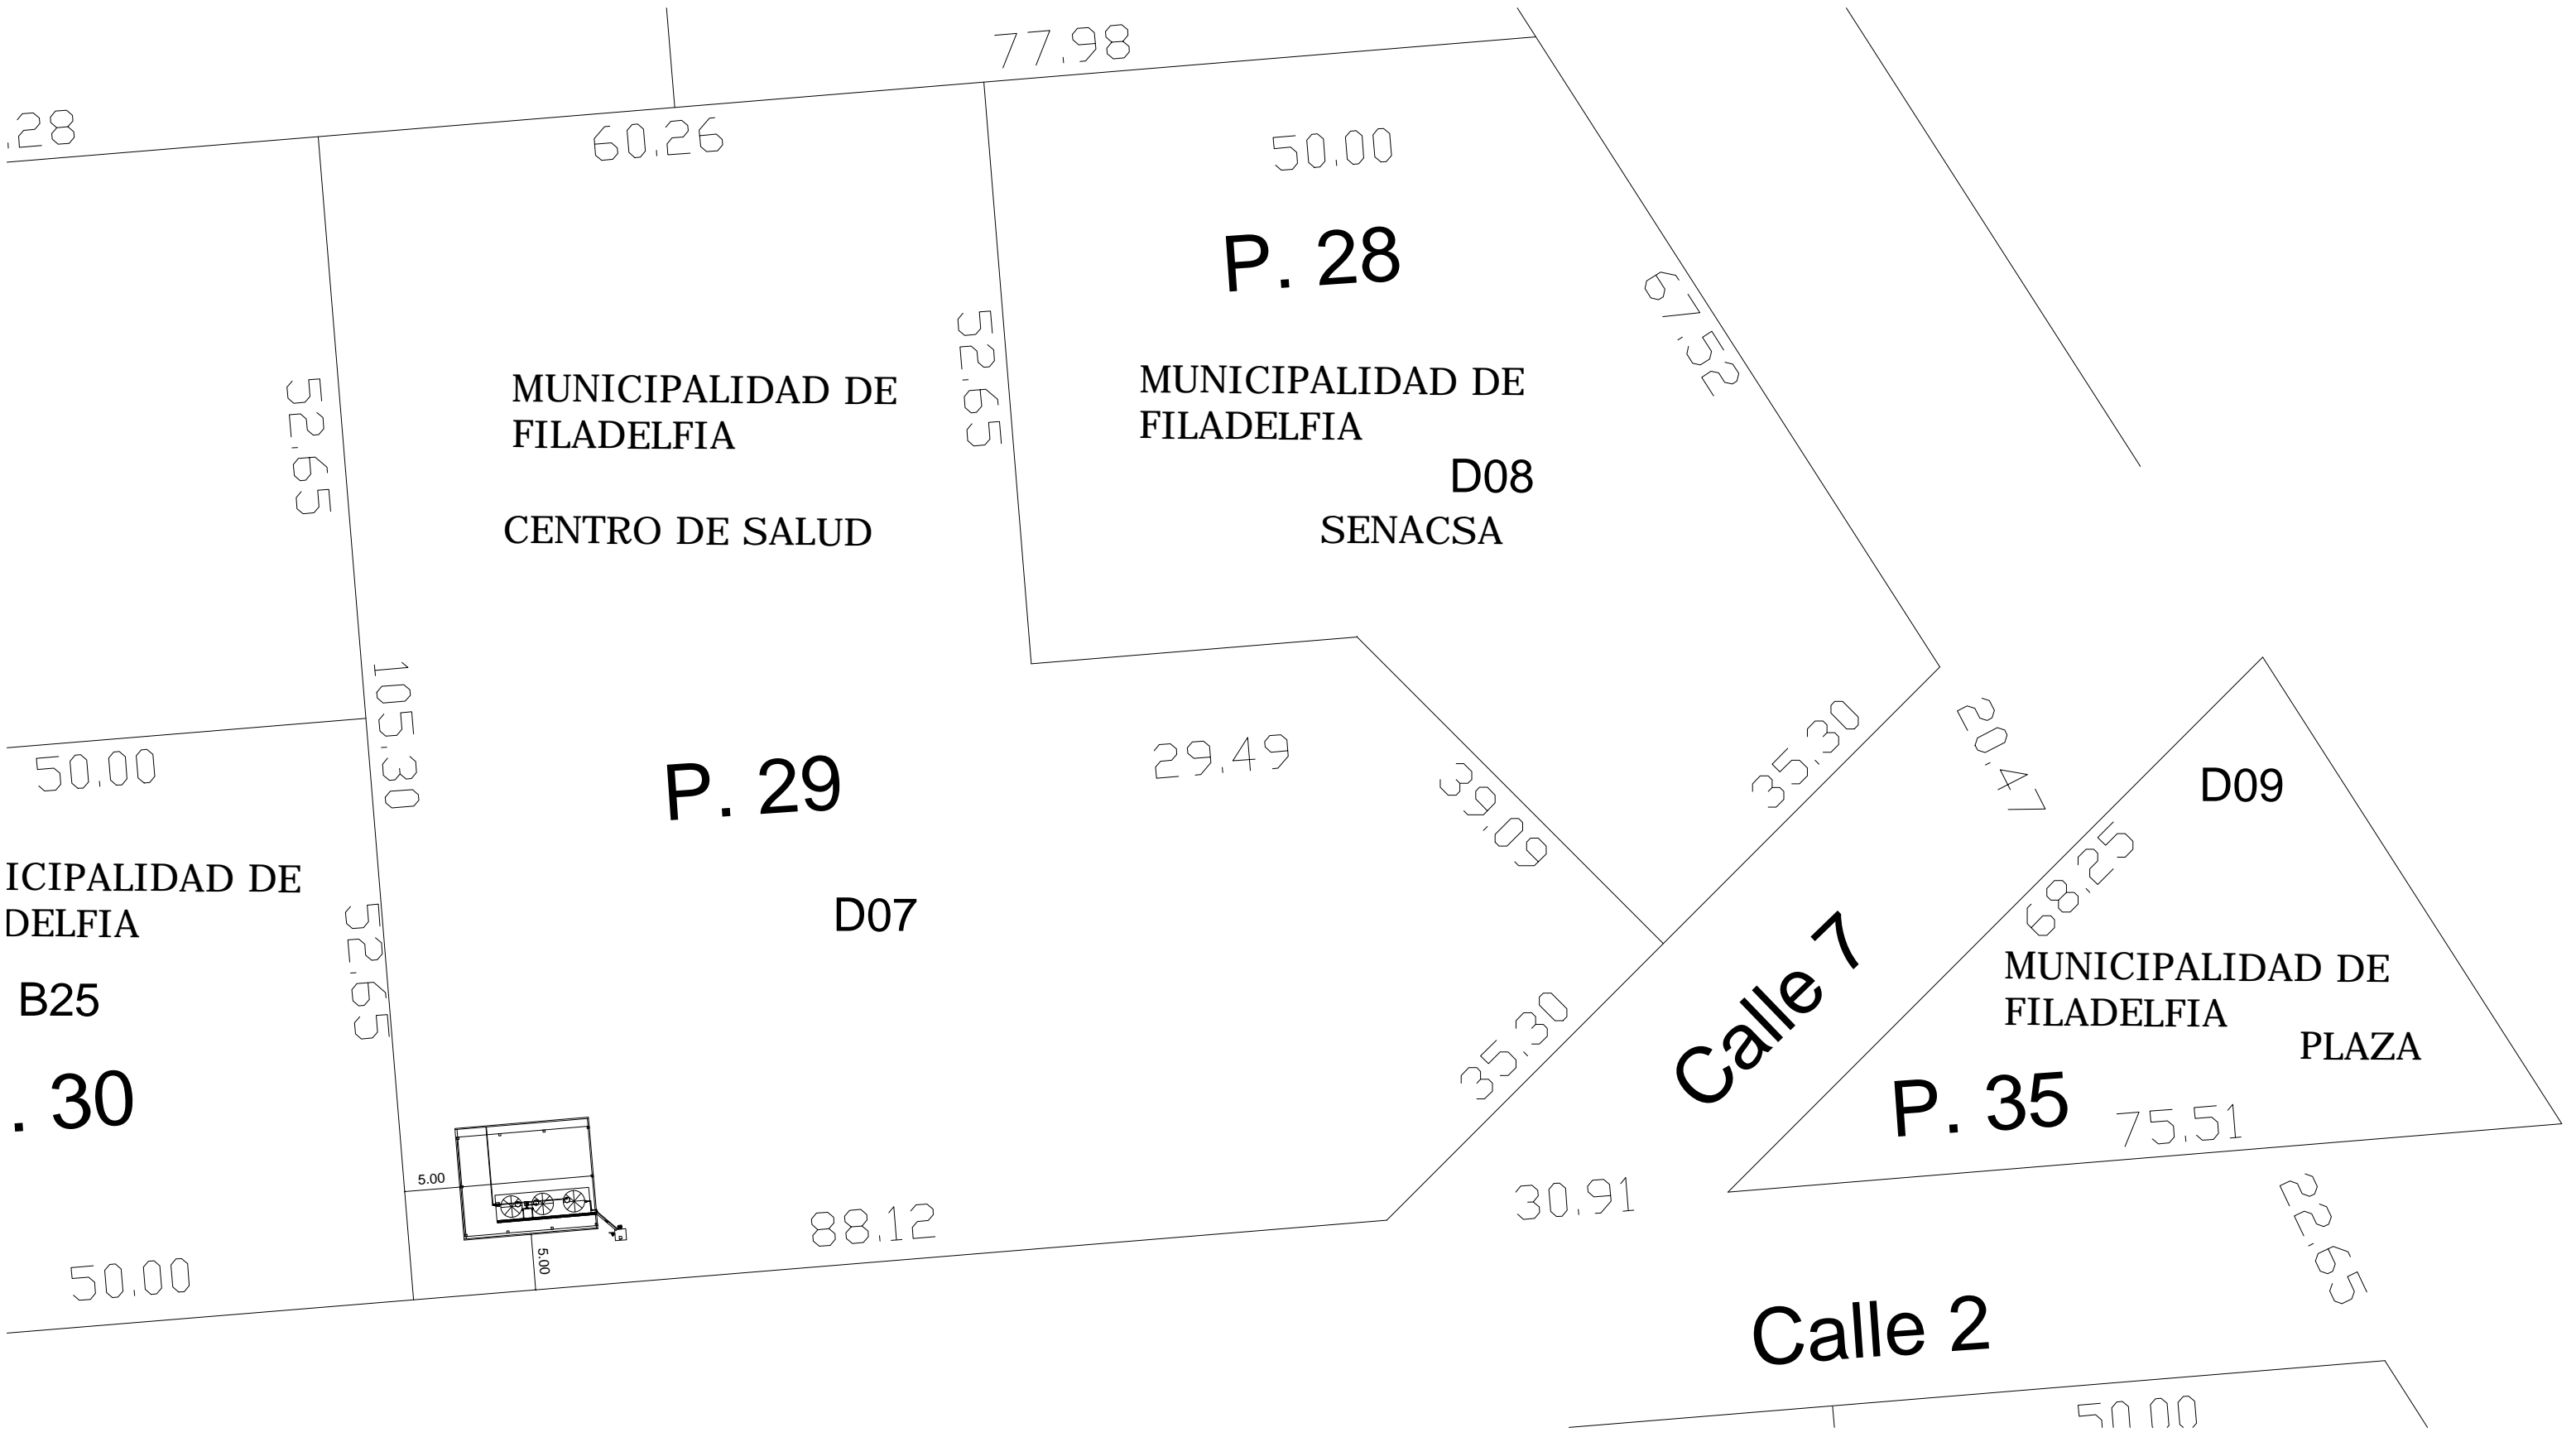 77.98
.28
60.26
50.00
P. 28
67.52
52.65
52.65
MUNICIPALIDAD DE
FILADELFIA
CENTRO DE SALUD
MUNICIPALIDAD DE
FILADELFIA
D08
SENACSA
105.30
50.00
P. 29
29.49
39.09
35.30
20.47
D09
68.25
ICIPALIDAD DE
DELFIA
B25
. 30
52.65
D07
35.30
Calle 7
MUNICIPALIDAD DE
FILADELFIA
PLAZA
P. 35
75.51
5.00
5.00
88.12
30.91
22.65
50.00
Calle 2
50.00